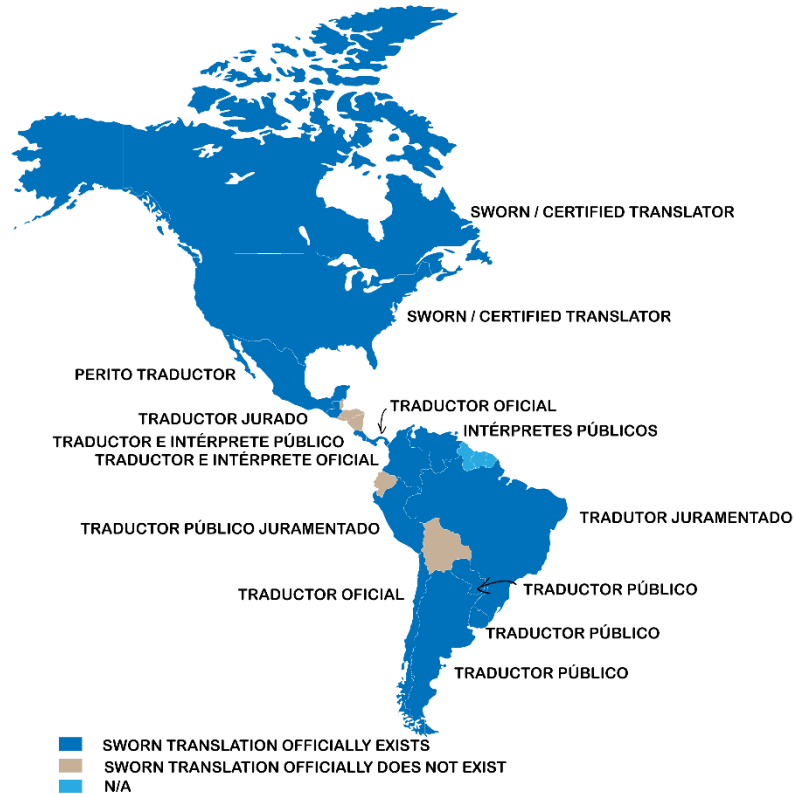 SWORN / CERTIFIED TRANSLATOR
SWORN / CERTIFIED TRANSLATOR
PERITO TRADUCTOR
TRADUCTOR OFICIAL
TRADUCTOR JURADO
INTÉRPRETES PÚBLICOS
TRADUCTOR E INTÉRPRETE PÚBLICO
TRADUCTOR E INTÉRPRETE OFICIAL
TRADUTOR JURAMENTADO
TRADUCTOR PÚBLICO JURAMENTADO
TRADUCTOR PÚBLICO
TRADUCTOR OFICIAL
TRADUCTOR PÚBLICO
TRADUCTOR PÚBLICO
SWORN TRANSLATION OFFICIALLY EXISTS
SWORN TRANSLATION OFFICIALLY DOES NOT EXIST
N/A